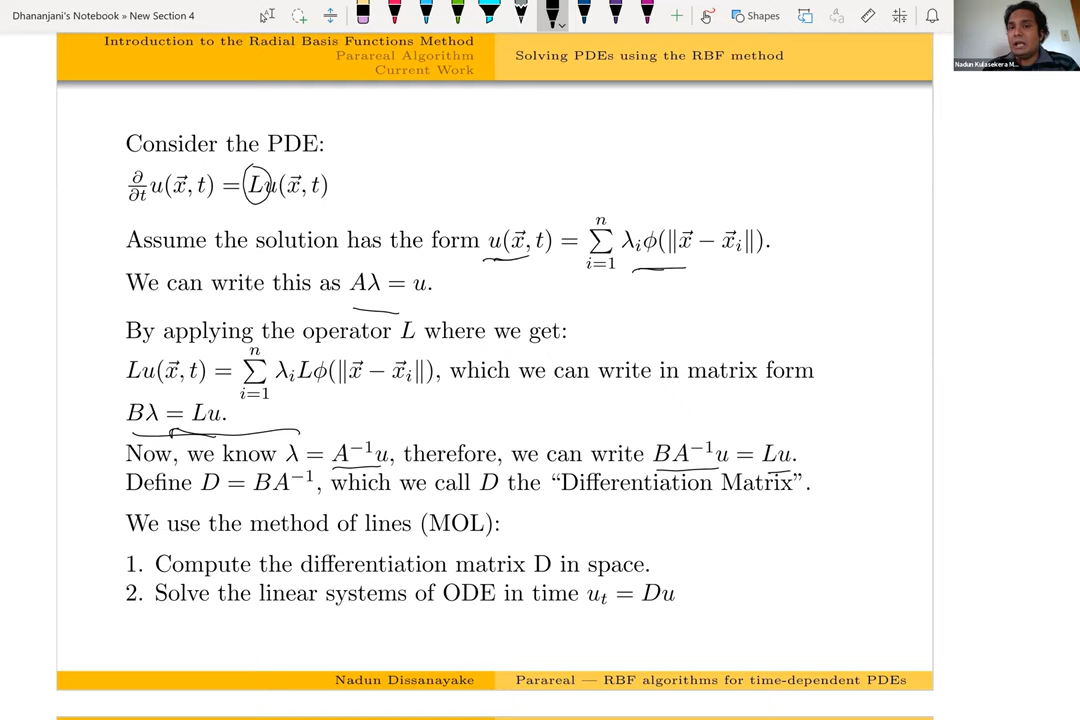 Dhananjani's Notebook » New Section 4
Shapes
Nadun Kulasekera M...
Introduction to the Radial Basis Functions Method
Parareal Algorithm
Current Work
Solving PDEs using the RBF method
Consider the PDE:
∂/∂t u(x⃗, t) = Lu(x⃗, t)
Assume the solution has the form u(x⃗, t) = ∑_{i=1}^{n} λ_i ϕ(‖x⃗ − x⃗_i‖).
We can write this as Aλ = u.
By applying the operator L where we get:
Lu(x⃗, t) = ∑_{i=1}^{n} λ_i Lϕ(‖x⃗ − x⃗_i‖), which we can write in matrix form
Bλ = Lu.
Now, we know λ = A⁻¹u, therefore, we can write BA⁻¹u = Lu.
Define D = BA⁻¹, which we call D the “Differentiation Matrix”.
We use the method of lines (MOL):
1. Compute the differentiation matrix D in space.
2. Solve the linear systems of ODE in time u_t = Du
Nadun Dissanayake
Parareal — RBF algorithms for time-dependent PDEs